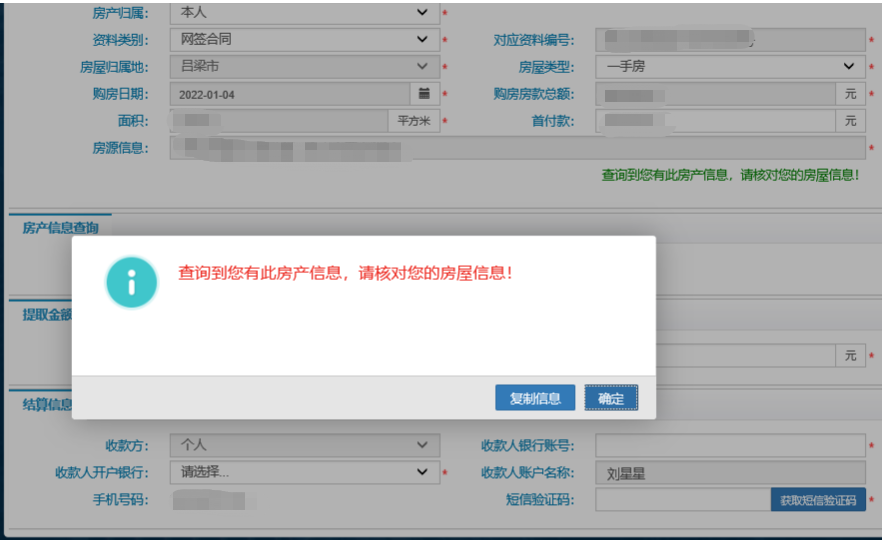 房产归属: 本人 *
资料类别: 网签合同 * 对应资料编号: *
房屋归属地: 吕梁市 * 房屋类型: 一手房 *
购房日期: 2022-01-04 * 购房房款总额: 元 *
面积: 平方米 * 首付款: 元
房源信息: *
查询到您有此房产信息，请核对您的房屋信息!
房产信息查询
查询到您有此房产信息，请核对您的房屋信息!
提取金额
元 *
复制信息 确定
结算信息
收款方: 个人 收款人银行账号: *
收款人开户银行: 请选择... * 收款人账户名称: 刘星星
手机号码: 短信验证码: 获取短信验证码 *